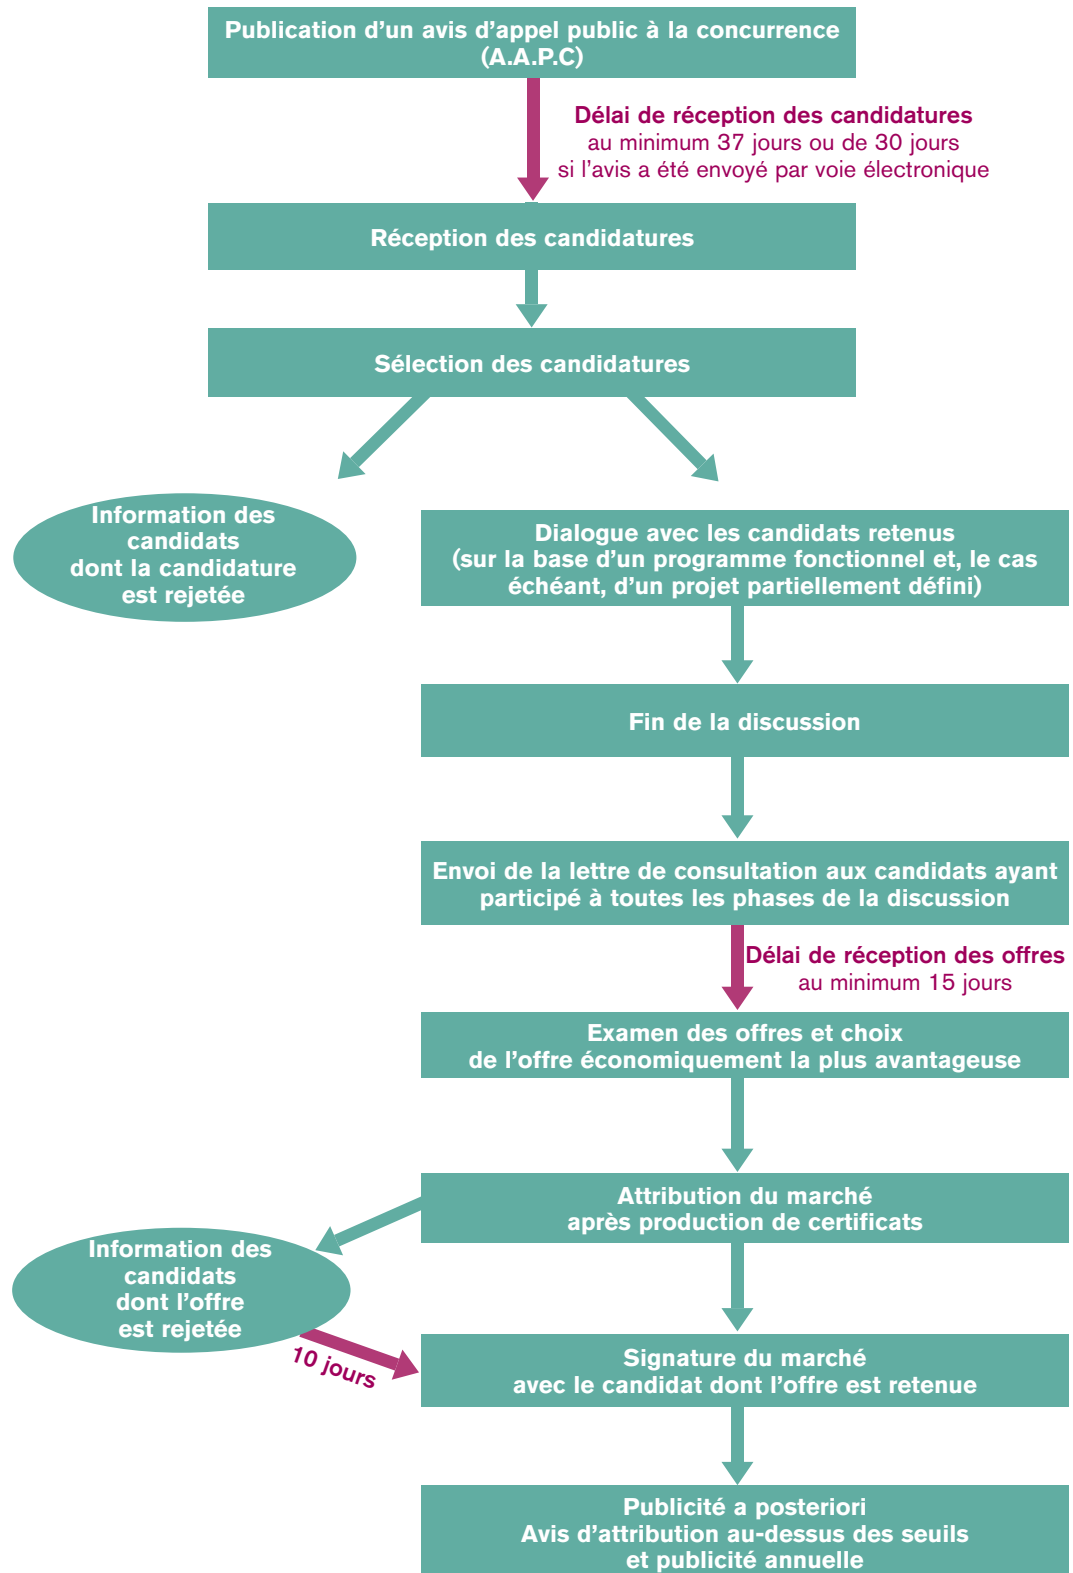 Publication d’un avis d’appel public à la concurrence
(A.A.P.C)
Délai de réception des candidatures
au minimum 37 jours ou de 30 jours
si l’avis a été envoyé par voie électronique
Réception des candidatures
Sélection des candidatures
Information des
candidats
dont la candidature
est rejetée
Dialogue avec les candidats retenus
(sur la base d’un programme fonctionnel et, le cas
échéant, d’un projet partiellement défini)
Fin de la discussion
Envoi de la lettre de consultation aux candidats ayant
participé à toutes les phases de la discussion
Délai de réception des offres
au minimum 15 jours
Examen des offres et choix
de l’offre économiquement la plus avantageuse
Attribution du marché
après production de certificats
Information des
candidats
dont l’offre
est rejetée
10 jours
Signature du marché
avec le candidat dont l’offre est retenue
Publicité a posteriori
Avis d’attribution au-dessus des seuils
et publicité annuelle